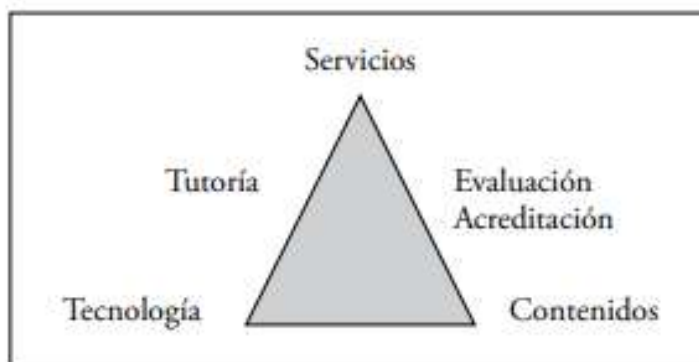 Servicios
Tutoría
Evaluación
Acreditación
Tecnología
Contenidos